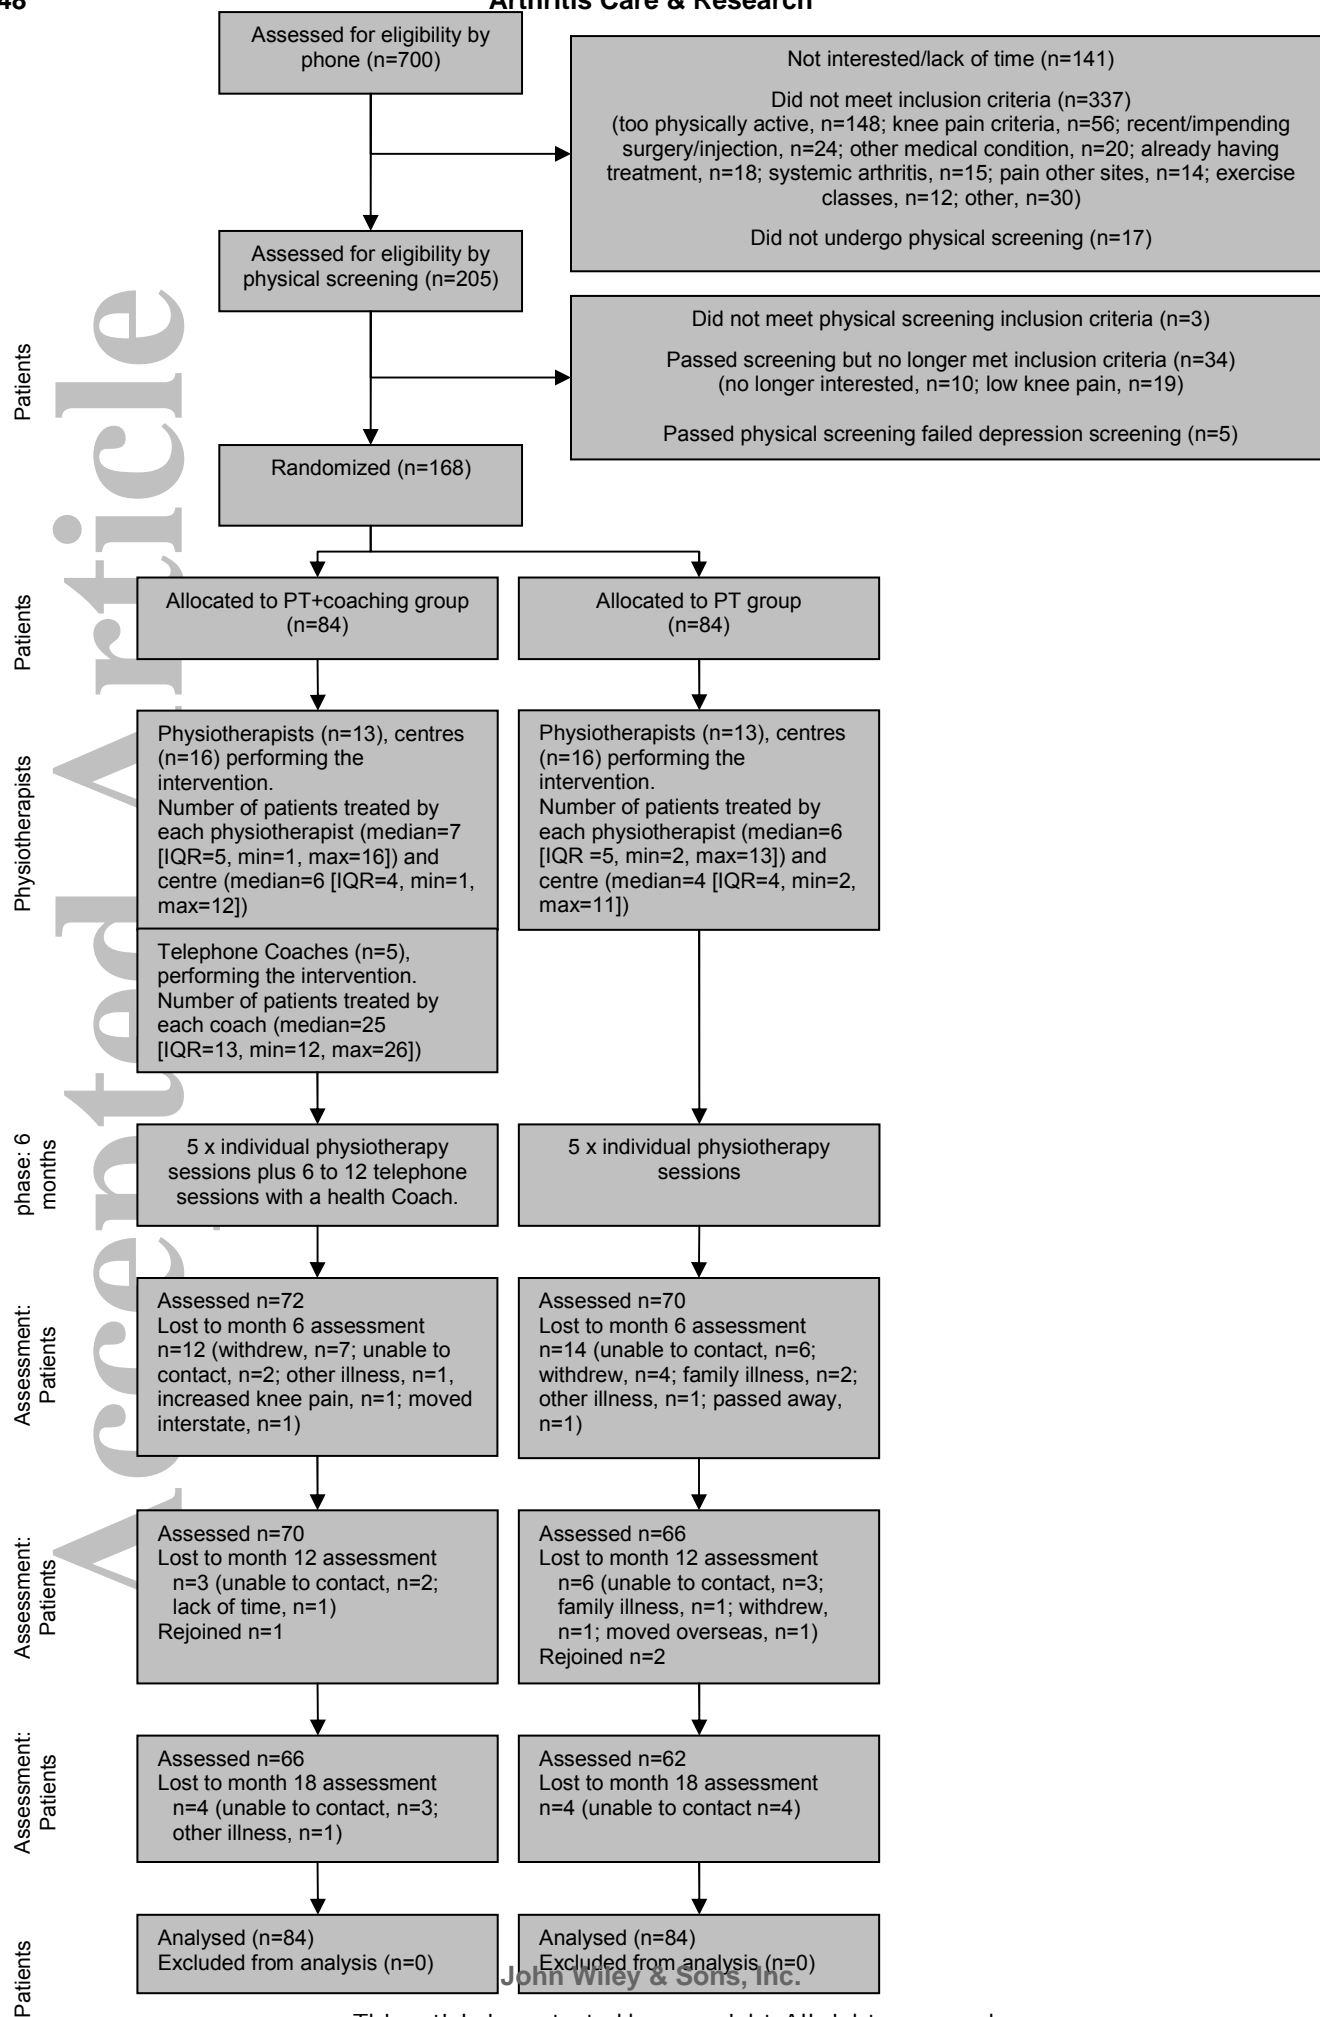 48
Arthritis Care & Research
Assessed for eligibility by
phone (n=700)
Not interested/lack of time (n=141)
Did not meet inclusion criteria (n=337)
(too physically active, n=148; knee pain criteria, n=56; recent/impending
surgery/injection, n=24; other medical condition, n=20; already having
treatment, n=18; systemic arthritis, n=15; pain other sites, n=14; exercise
classes, n=12; other, n=30)
Did not undergo physical screening (n=17)
Assessed for eligibility by
physical screening (n=205)
Did not meet physical screening inclusion criteria (n=3)
Passed screening but no longer met inclusion criteria (n=34)
(no longer interested, n=10; low knee pain, n=19)
Passed physical screening failed depression screening (n=5)
Patients
Randomized (n=168)
Patients
Allocated to PT+coaching group
(n=84)
Allocated to PT group
(n=84)
Physiotherapists
Physiotherapists (n=13), centres
(n=16) performing the
intervention.
Number of patients treated by
each physiotherapist (median=7
[IQR=5, min=1, max=16]) and
centre (median=6 [IQR=4, min=1,
max=12])
Physiotherapists (n=13), centres
(n=16) performing the
intervention.
Number of patients treated by
each physiotherapist (median=6
[IQR =5, min=2, max=13]) and
centre (median=4 [IQR=4, min=2,
max=11])
Telephone Coaches (n=5),
performing the intervention.
Number of patients treated by
each coach (median=25
[IQR=13, min=12, max=26])
phase: 6
months
5 x individual physiotherapy
sessions plus 6 to 12 telephone
sessions with a health Coach.
5 x individual physiotherapy
sessions
Assessment:
Patients
Assessed n=72
Lost to month 6 assessment
n=12 (withdrew, n=7; unable to
contact, n=2; other illness, n=1,
increased knee pain, n=1; moved
interstate, n=1)
Assessed n=70
Lost to month 6 assessment
n=14 (unable to contact, n=6;
withdrew, n=4; family illness, n=2;
other illness, n=1; passed away,
n=1)
Assessment:
Patients
Assessed n=70
Lost to month 12 assessment
n=3 (unable to contact, n=2;
lack of time, n=1)
Rejoined n=1
Assessed n=66
Lost to month 12 assessment
n=6 (unable to contact, n=3;
family illness, n=1; withdrew,
n=1; moved overseas, n=1)
Rejoined n=2
Assessment:
Patients
Assessed n=66
Lost to month 18 assessment
n=4 (unable to contact, n=3;
other illness, n=1)
Assessed n=62
Lost to month 18 assessment
n=4 (unable to contact n=4)
Patients
Analysed (n=84)
Excluded from analysis (n=0)
Analysed (n=84)
Excluded from analysis (n=0)
John Wiley & Sons, Inc.
Accepted Article